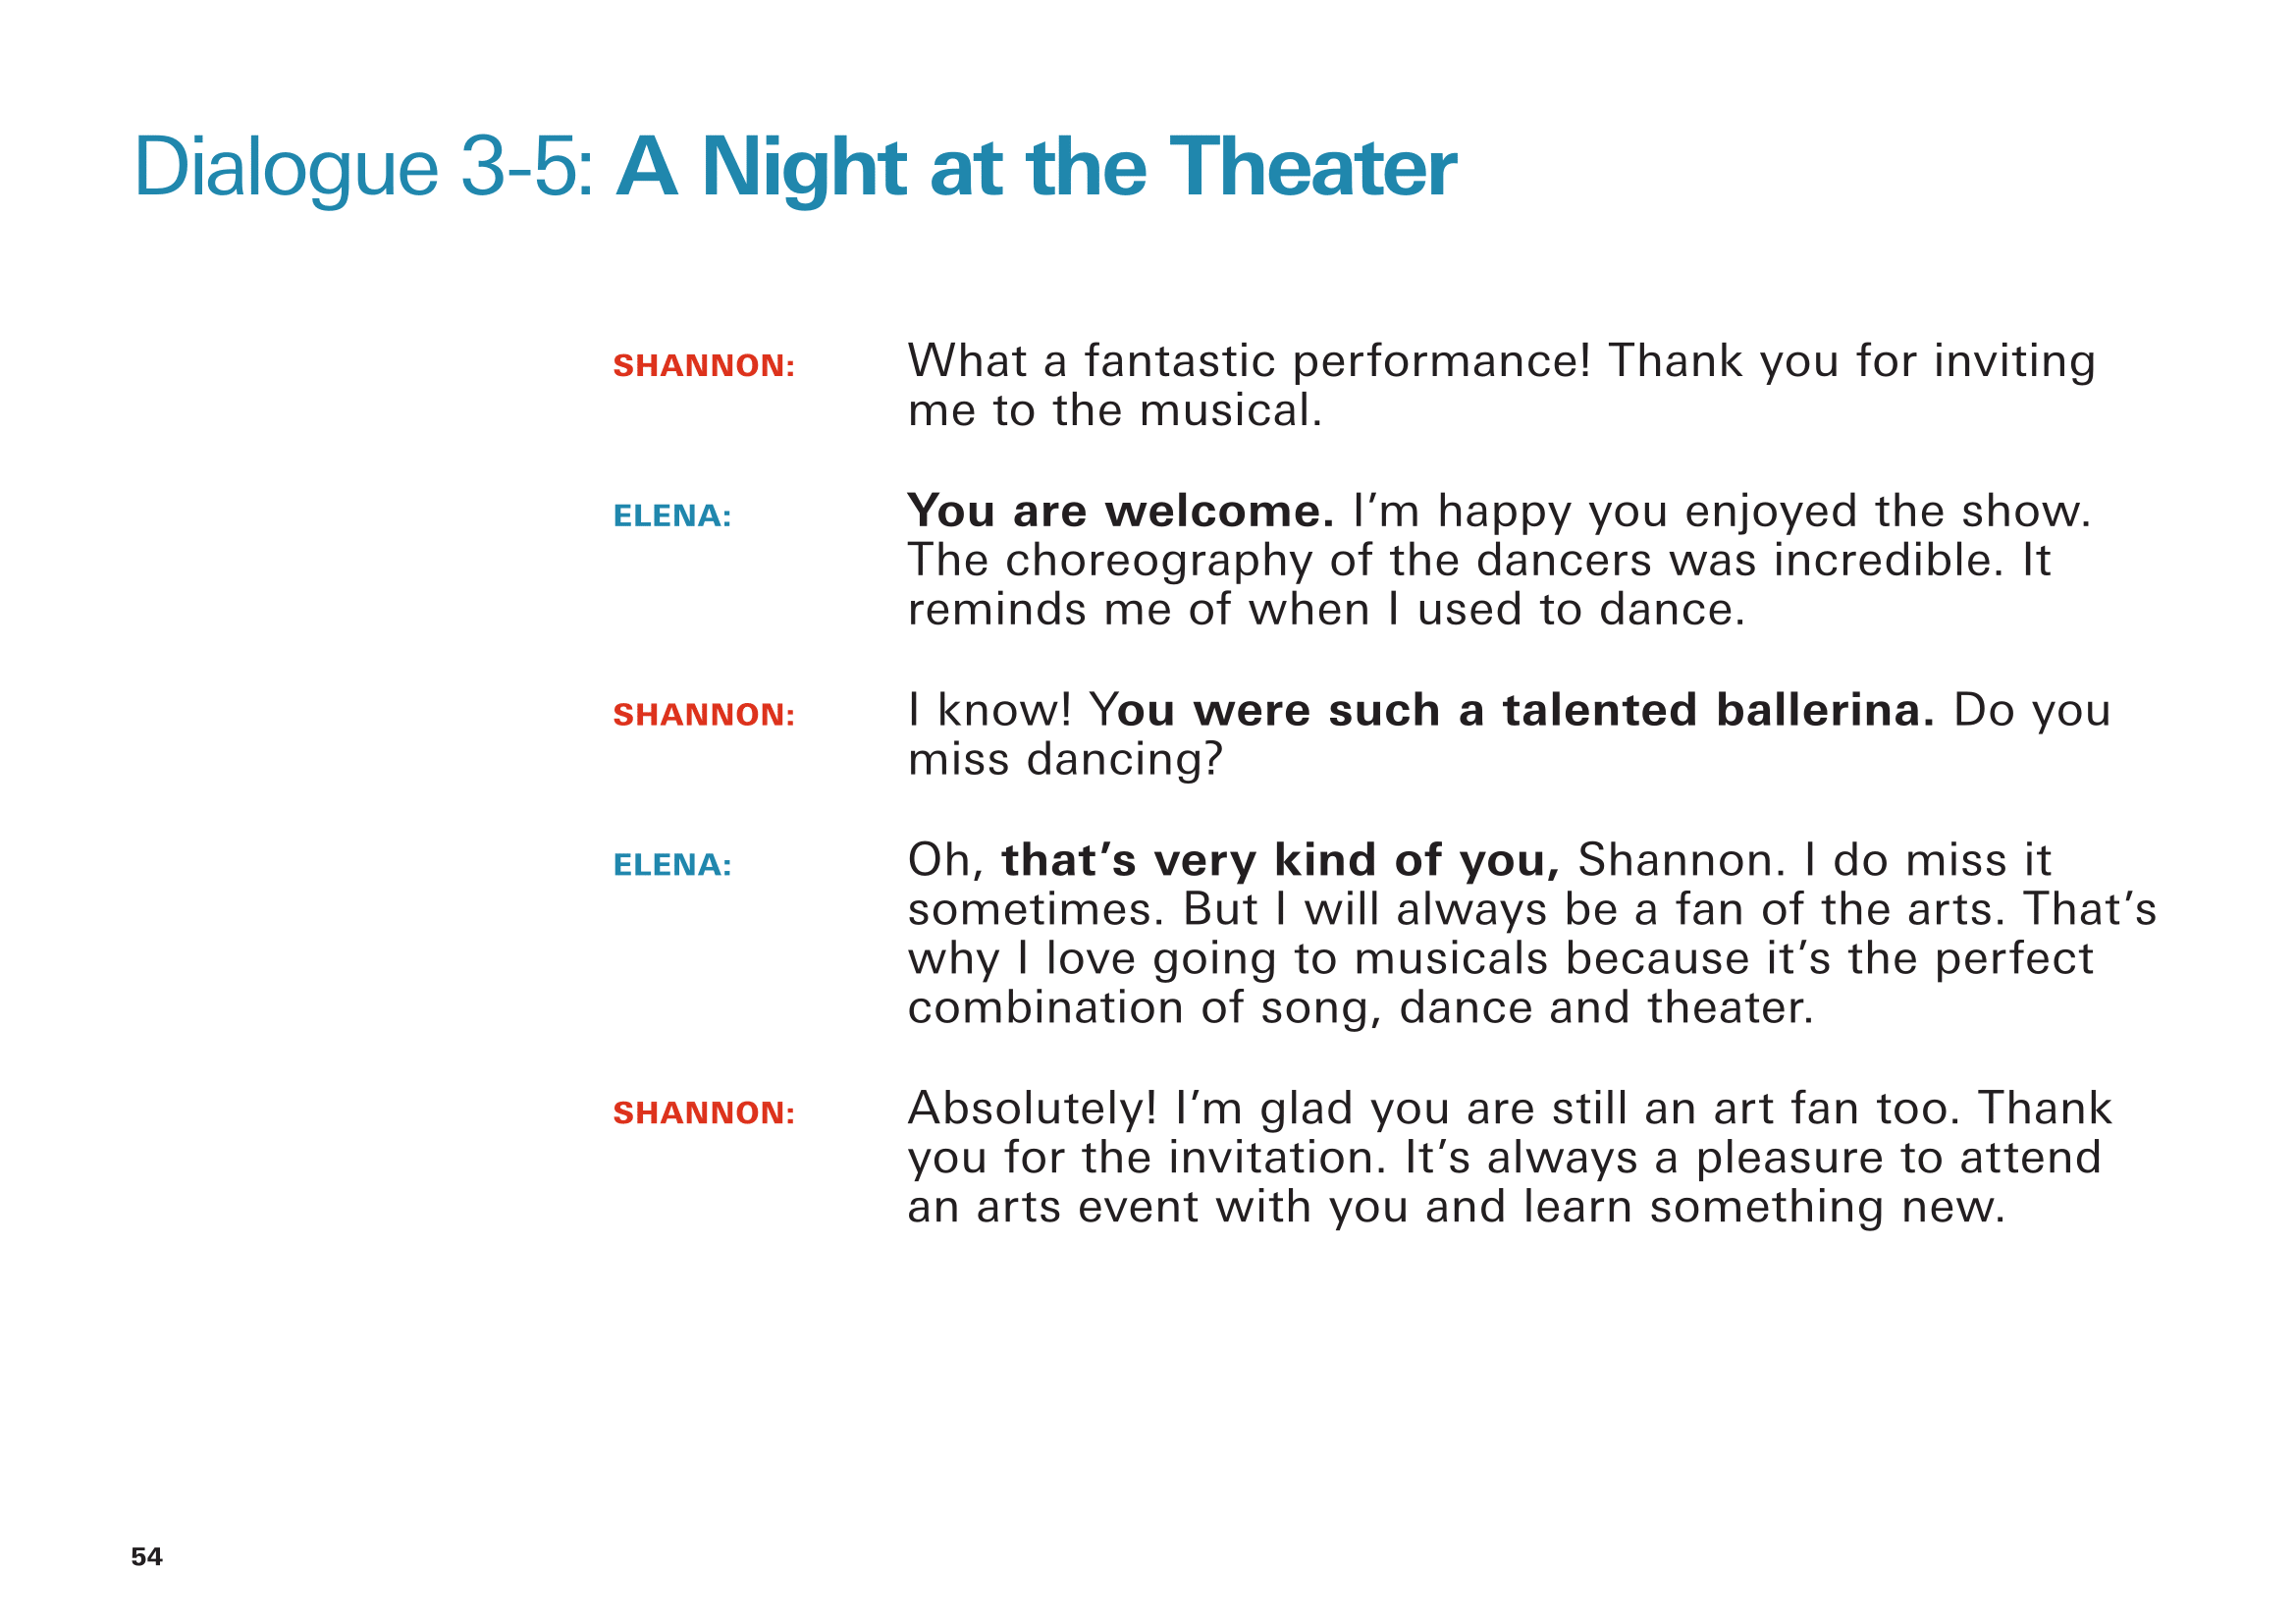 Dialogue 3-5: A Night at the Theater
SHANNON: What a fantastic performance! Thank you for inviting
me to the musical.
ELENA: You are welcome. I’m happy you enjoyed the show.
The choreography of the dancers was incredible. It
reminds me of when I used to dance.
SHANNON: I know! You were such a talented ballerina. Do you
miss dancing?
ELENA: Oh, that’s very kind of you, Shannon. I do miss it
sometimes. But I will always be a fan of the arts. That’s
why I love going to musicals because it’s the perfect
combination of song, dance and theater.
SHANNON: Absolutely! I’m glad you are still an art fan too. Thank
you for the invitation. It’s always a pleasure to attend
an arts event with you and learn something new.
54